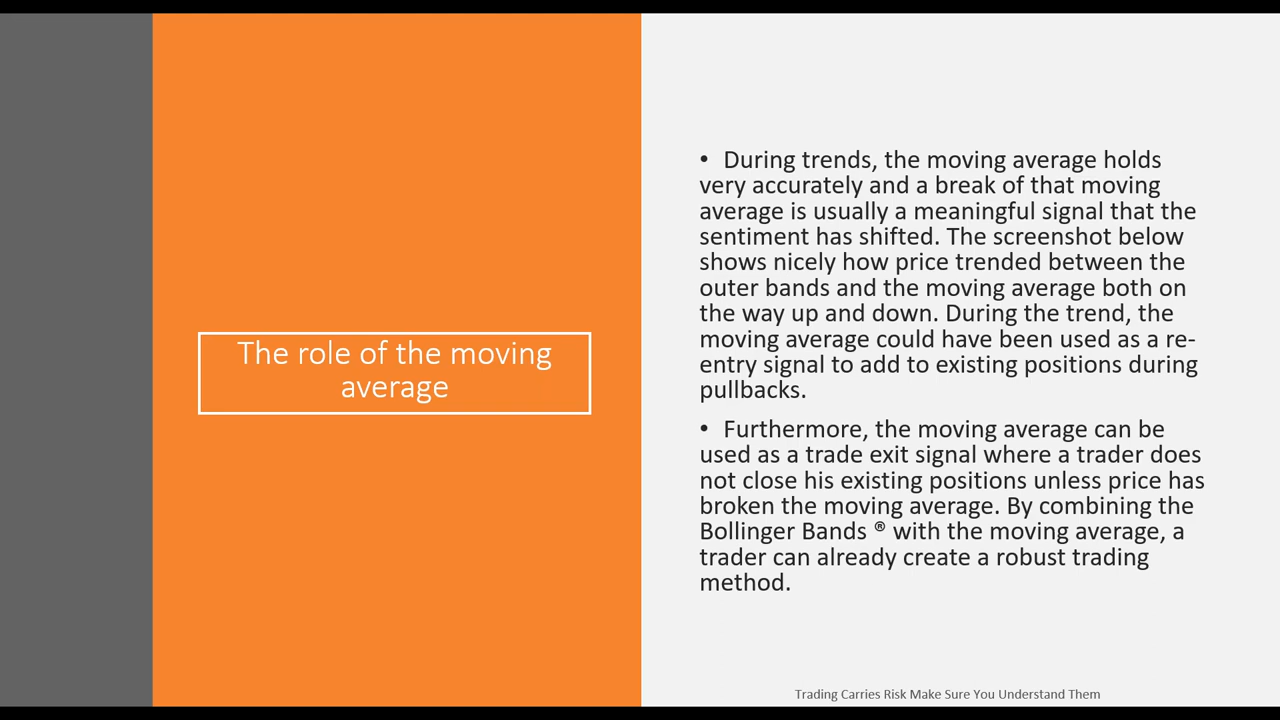 The role of the moving
average
• During trends, the moving average holds
very accurately and a break of that moving
average is usually a meaningful signal that the
sentiment has shifted. The screenshot below
shows nicely how price trended between the
outer bands and the moving average both on
the way up and down. During the trend, the
moving average could have been used as a re-
entry signal to add to existing positions during
pullbacks.
• Furthermore, the moving average can be
used as a trade exit signal where a trader does
not close his existing positions unless price has
broken the moving average. By combining the
Bollinger Bands ® with the moving average, a
trader can already create a robust trading
method.
Trading Carries Risk Make Sure You Understand Them